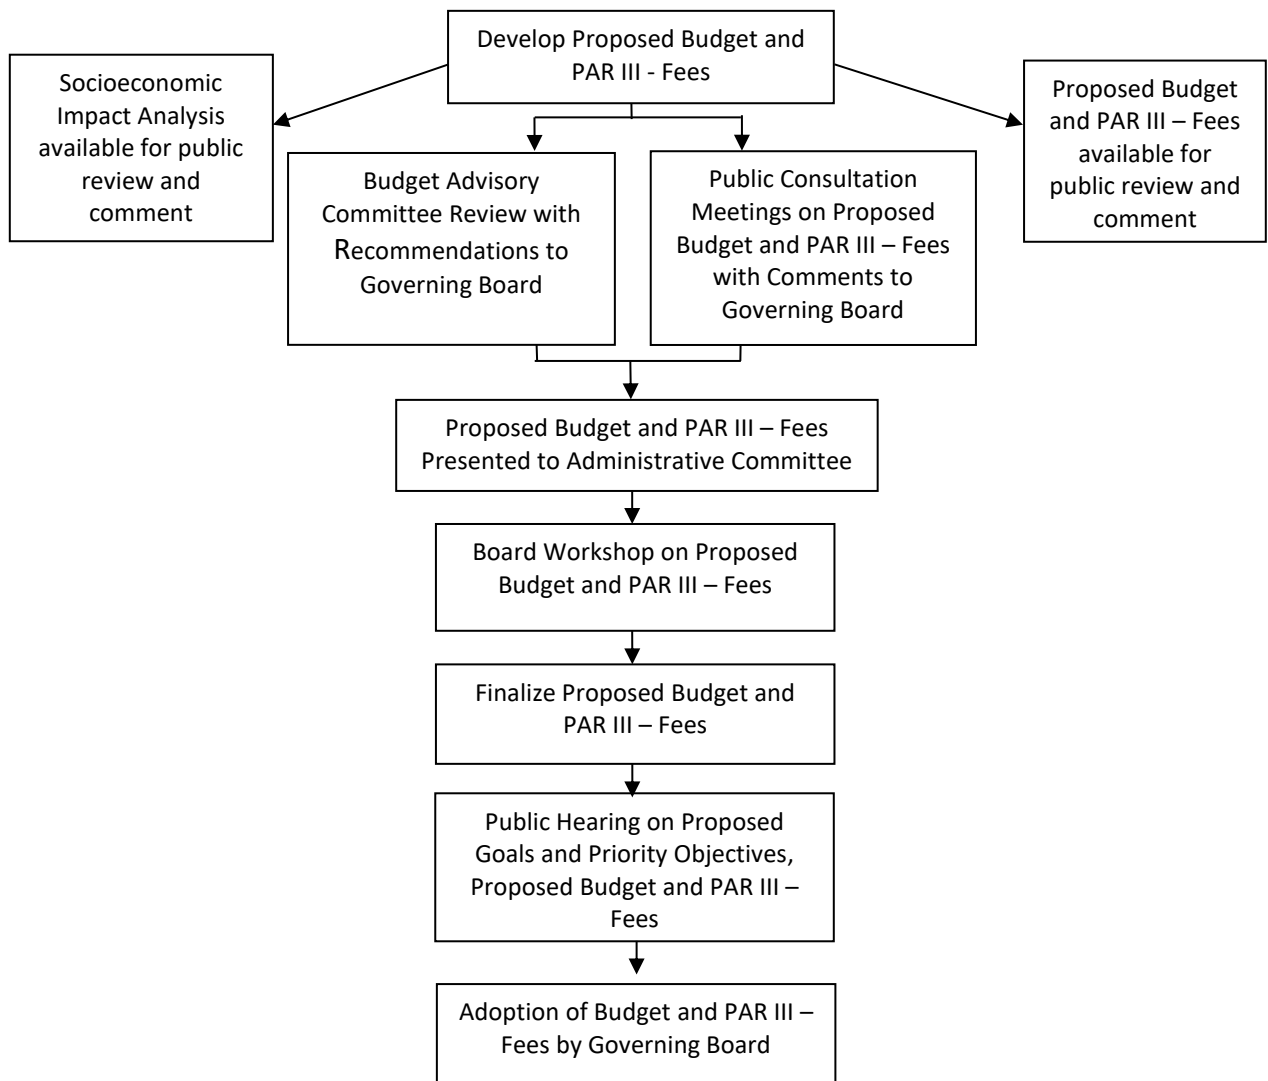 Develop Proposed Budget and
PAR III - Fees
Socioeconomic
Impact Analysis
available for public
review and
comment
Proposed Budget
and PAR III – Fees
available for
public review and
comment
Budget Advisory
Committee Review with
Recommendations to
Governing Board
Public Consultation
Meetings on Proposed
Budget and PAR III – Fees
with Comments to
Governing Board
Proposed Budget and PAR III – Fees
Presented to Administrative Committee
Board Workshop on Proposed
Budget and PAR III – Fees
Finalize Proposed Budget and
PAR III – Fees
Public Hearing on Proposed
Goals and Priority Objectives,
Proposed Budget and PAR III –
Fees
Adoption of Budget and PAR III –
Fees by Governing Board